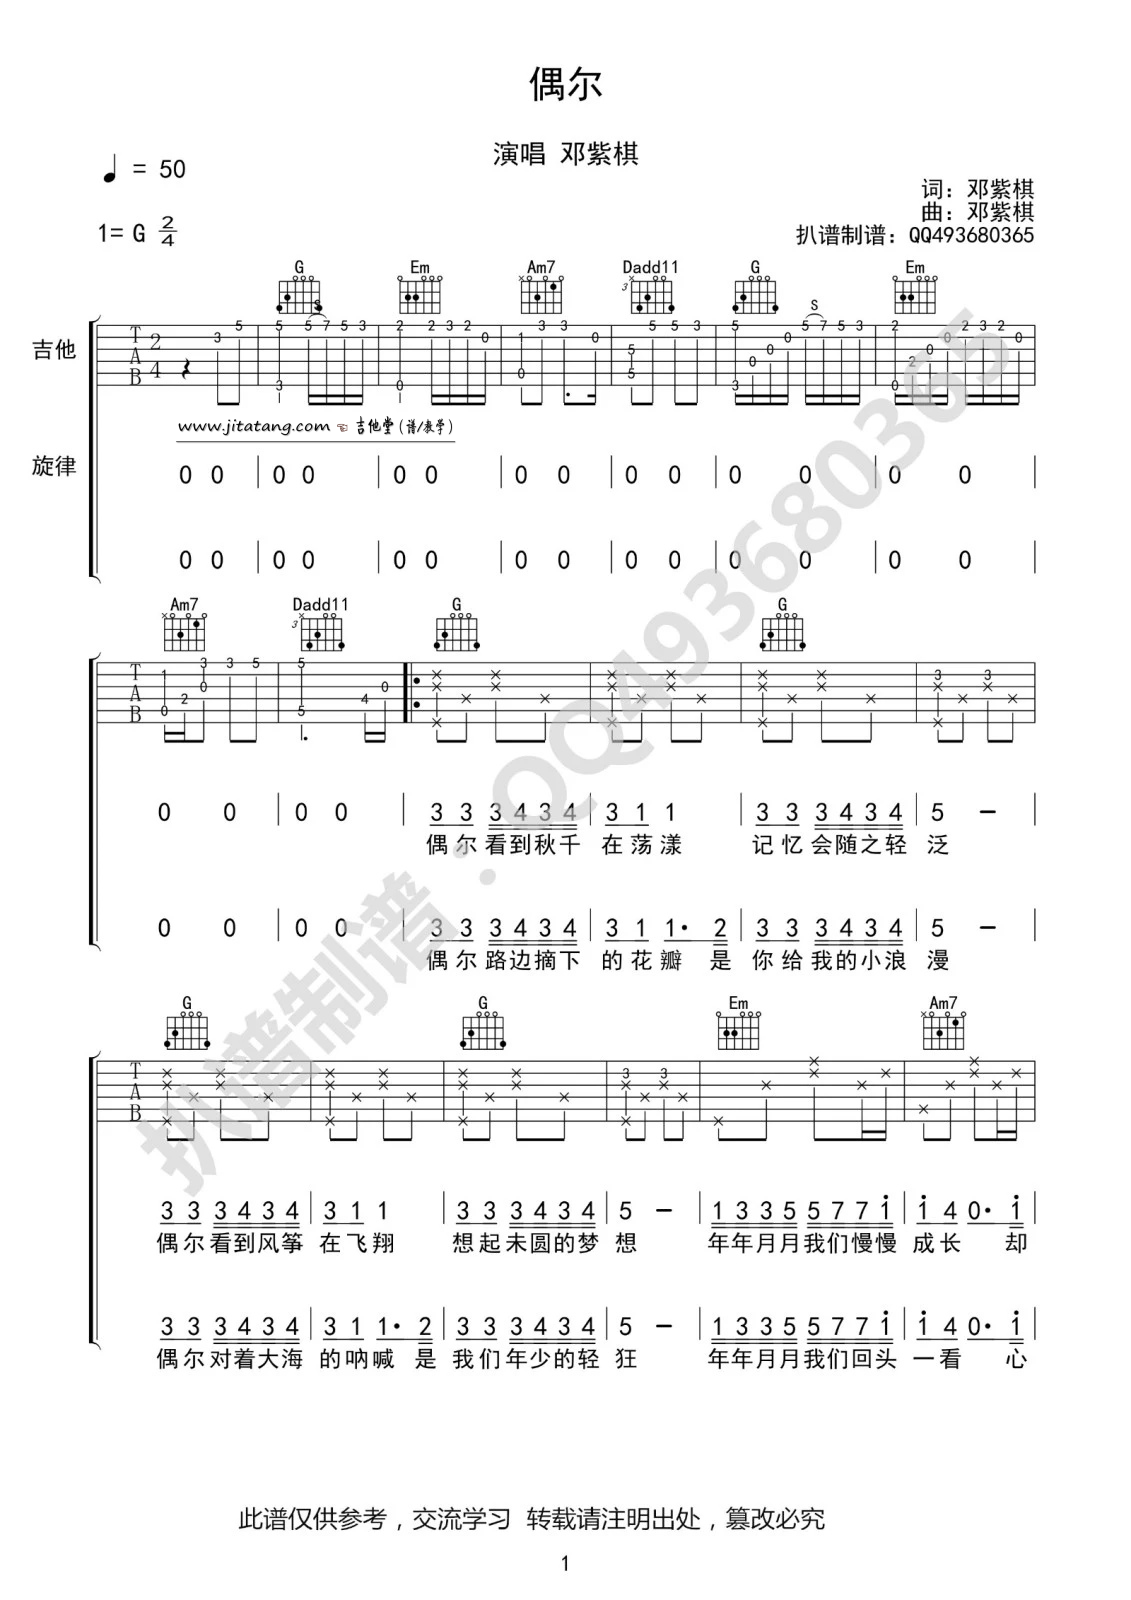 偶尔
演唱 邓紫棋
♩ = 50
词：邓紫棋
曲：邓紫棋
1= G 2/4
扒谱制谱：QQ493680365
G Em Am7 Dadd11 G Em
吉他
www.jitatang.com ☜ 吉他堂(谱/教学)
旋律
0 0 | 0 0 | 0 0 | 0 0 | 0 0 | 0 0 | 0 0 |
0 0 | 0 0 | 0 0 | 0 0 | 0 0 | 0 0 | 0 0 |
Am7 Dadd11 G G
0 0 | 0 0 | 3 3 3 4 3 4 | 3 1 1 | 3 3 3 4 3 4 | 5 – |
偶尔看到秋千 在荡漾 记忆会随之轻 泛
0 0 | 0 0 | 3 3 3 4 3 4 | 3 1 1· 2 | 3 3 3 4 3 4 | 5 – |
偶尔路边摘下 的花瓣 是 你给我的小浪 漫
G G Em Am7
3 3 3 4 3 4 | 3 1 1 | 3 3 3 4 3 4 | 5 – | 1 3 3 5 5 7 7 1 | 1 4 0· 1 |
偶尔看到风筝 在飞翔 想起未圆的梦 想 年年月月我们慢慢 成长 却
3 3 3 4 3 4 | 3 1 1· 2 | 3 3 3 4 3 4 | 5 – | 1 3 3 5 5 7 7 1 | 1 4 0· 1 |
偶尔对着大海 的呐喊 是 我们年少的轻 狂 年年月月我们回头 一看 心
此谱仅供参考，交流学习 转载请注明出处，篡改必究
1
扒谱制谱：QQ493680365